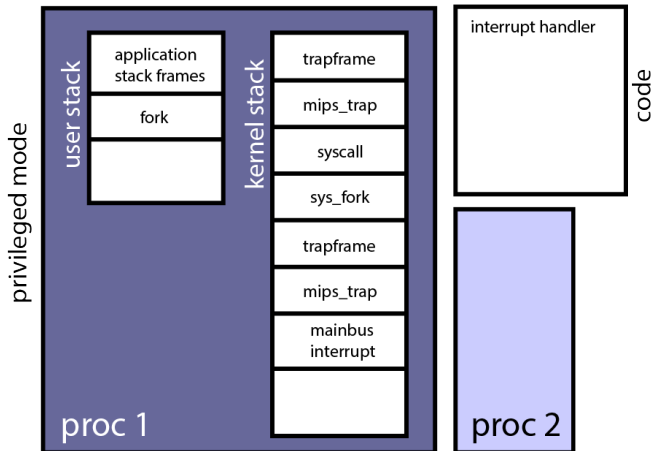 privileged mode
user stack
application
stack frames
fork
kernel stack
trapframe
mips_trap
syscall
sys_fork
trapframe
mips_trap
mainbus
interrupt
proc 1
interrupt handler
code
proc 2